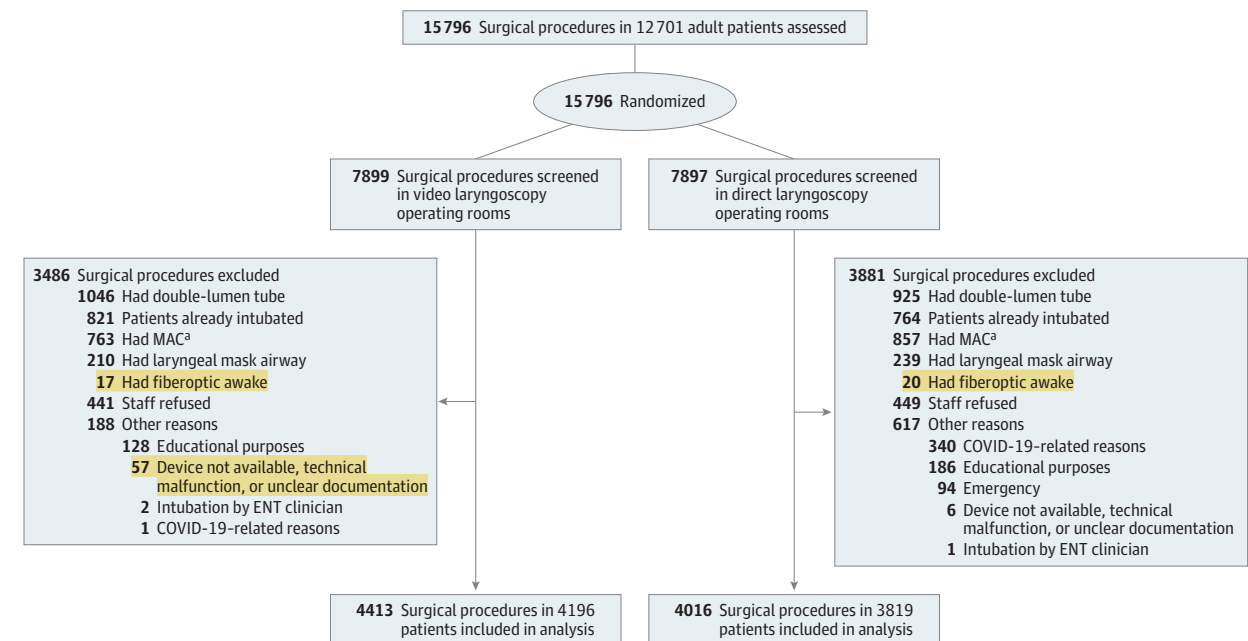 15796 Surgical procedures in 12701 adult patients assessed
15796 Randomized
7899 Surgical procedures screened
in video laryngoscopy
operating rooms
7897 Surgical procedures screened
in direct laryngoscopy
operating rooms
3486 Surgical procedures excluded
1046 Had double-lumen tube
821 Patients already intubated
763 Had MACa
210 Had laryngeal mask airway
17 Had fiberoptic awake
441 Staff refused
188 Other reasons
128 Educational purposes
57 Device not available, technical
malfunction, or unclear documentation
2 Intubation by ENT clinician
1 COVID-19-related reasons
3881 Surgical procedures excluded
925 Had double-lumen tube
764 Patients already intubated
857 Had MACa
239 Had laryngeal mask airway
20 Had fiberoptic awake
449 Staff refused
617 Other reasons
340 COVID-19-related reasons
186 Educational purposes
94 Emergency
6 Device not available, technical
malfunction, or unclear documentation
1 Intubation by ENT clinician
4413 Surgical procedures in 4196
patients included in analysis
4016 Surgical procedures in 3819
patients included in analysis